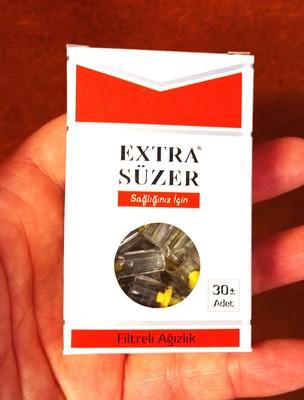 EXTRA®
SÜZER
Sağlığınız İçin
30±
Adet
Filtreli Ağızlık